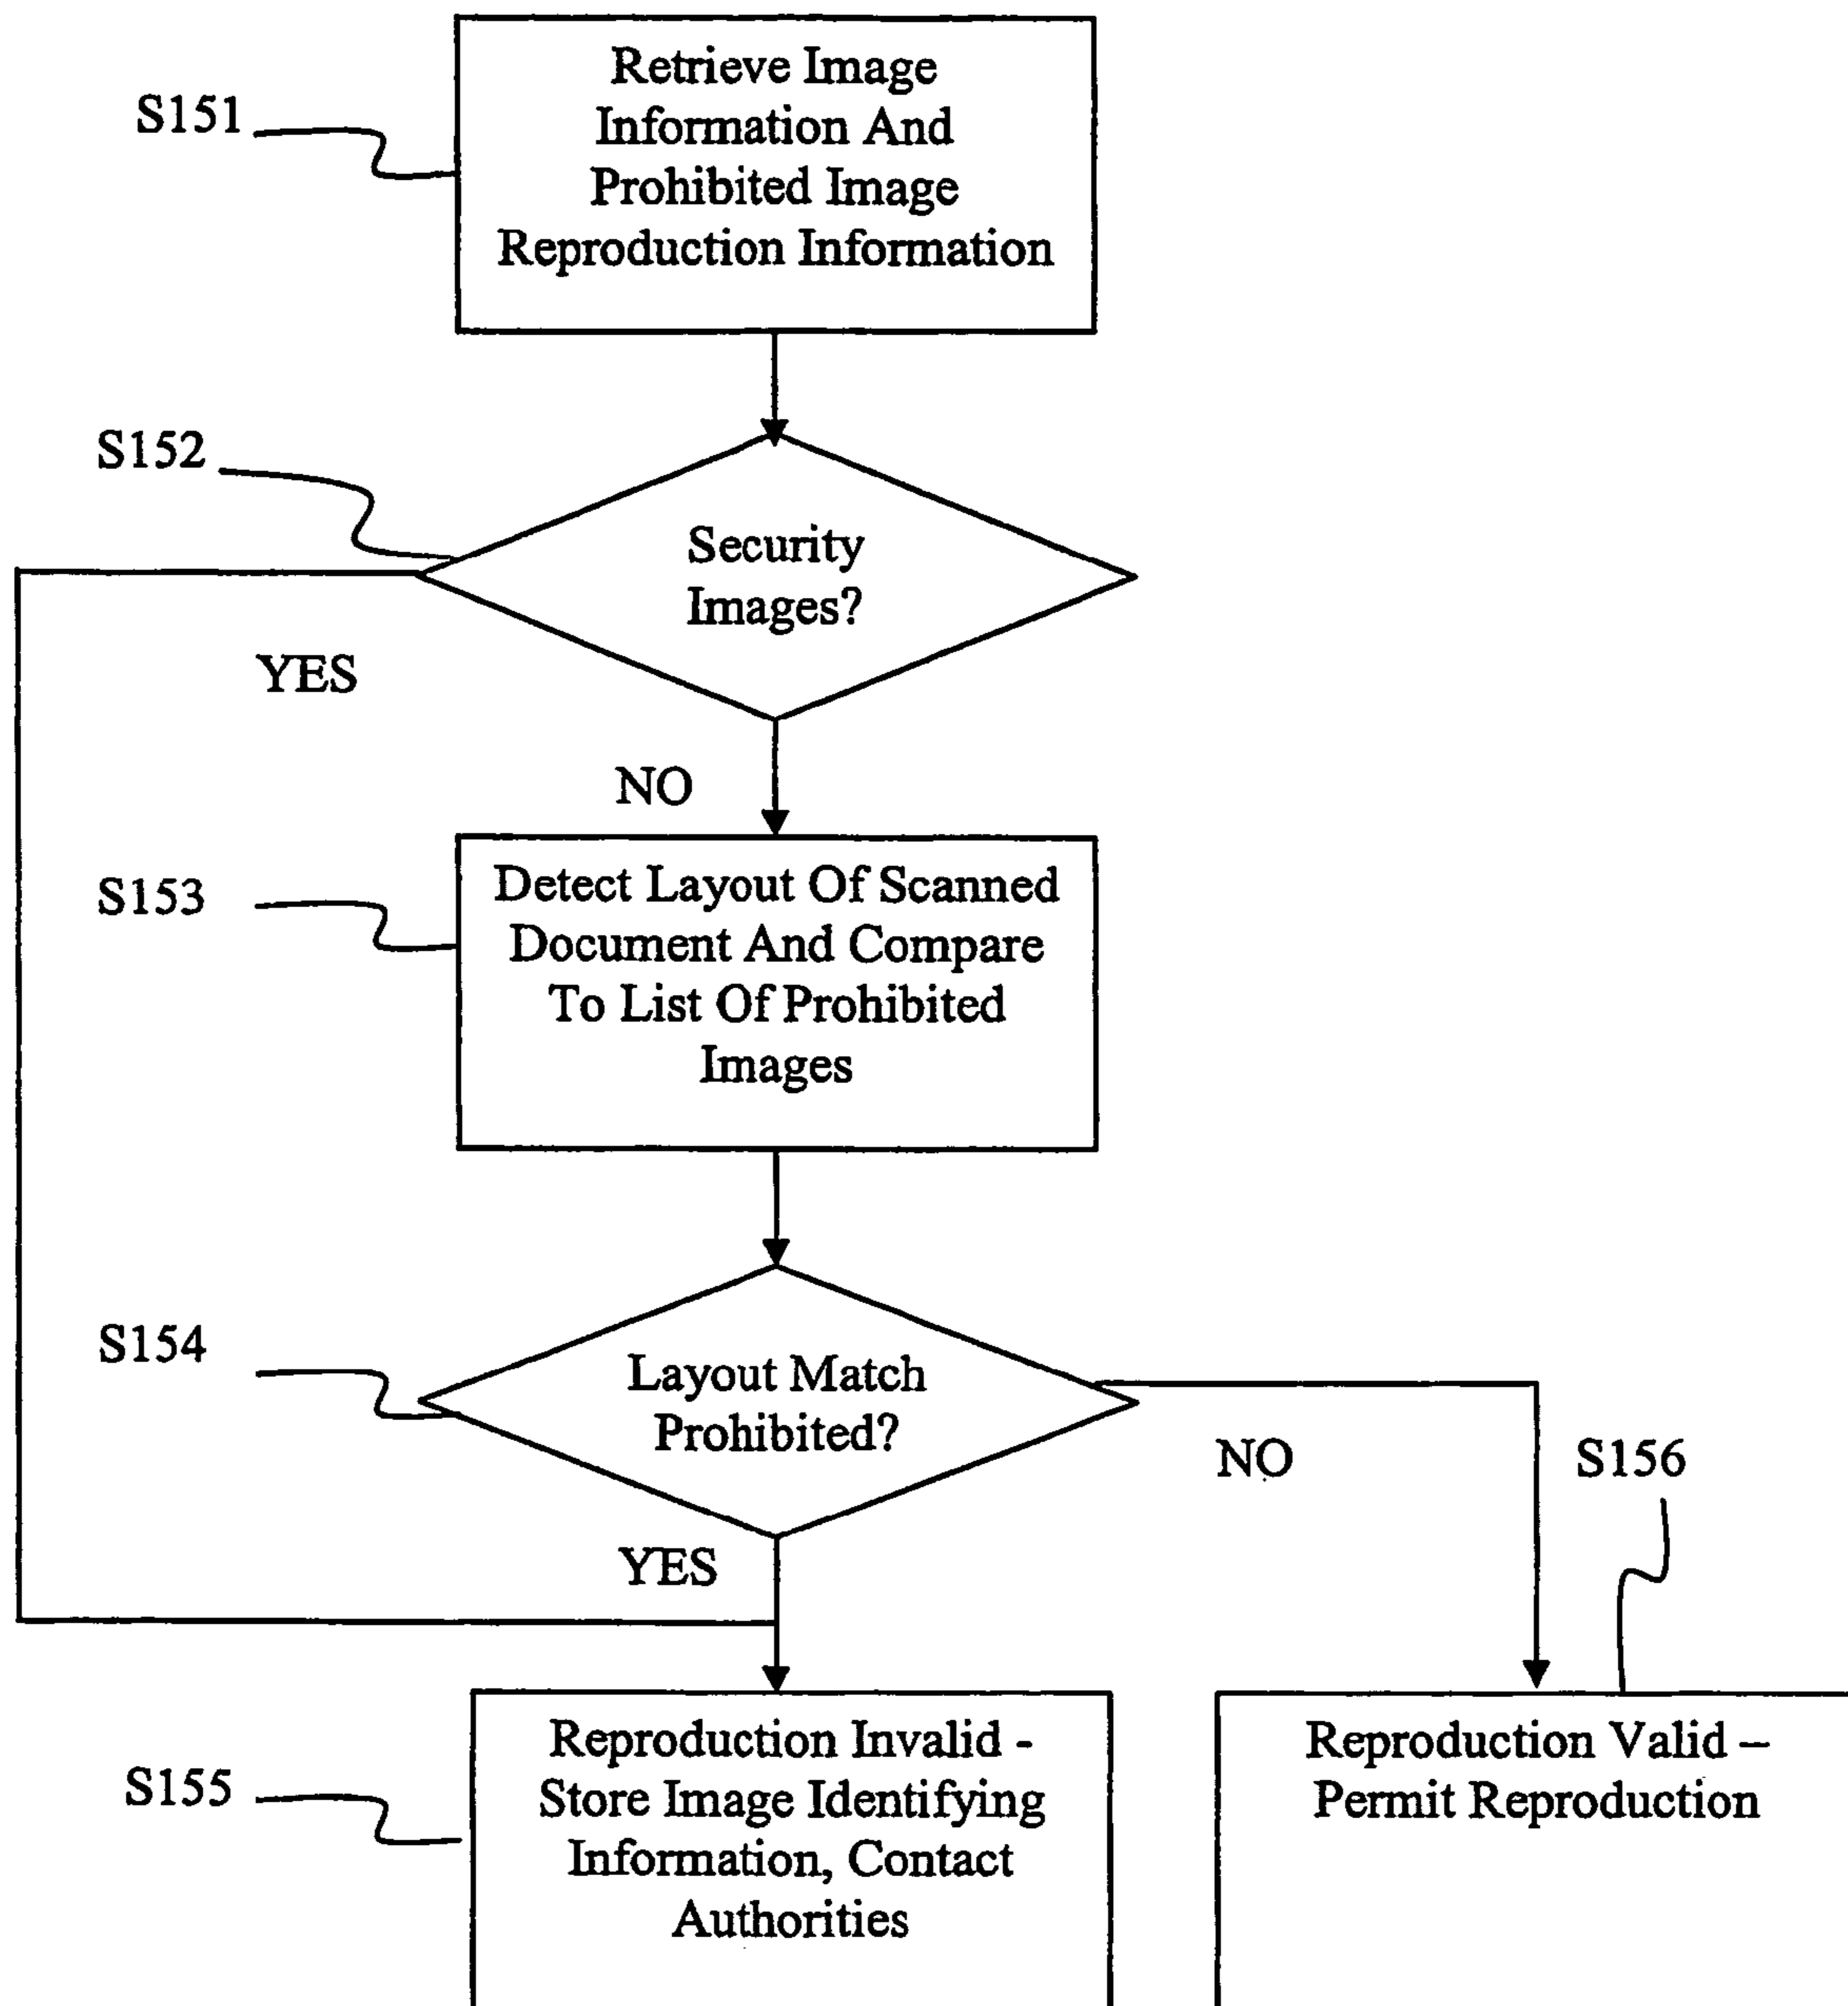 S151
Retrieve Image
Information And
Prohibited Image
Reproduction Information
S152
Security
Images?
YES
NO
S153
Detect Layout Of Scanned
Document And Compare
To List Of Prohibited
Images
S154
Layout Match
Prohibited?
NO
S156
YES
S155
Reproduction Invalid -
Store Image Identifying
Information, Contact
Authorities
Reproduction Valid –
Permit Reproduction